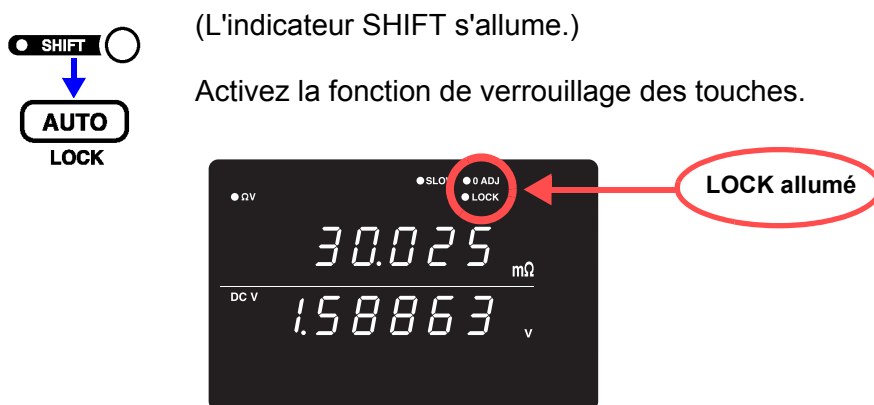 (L'indicateur SHIFT s'allume.)
SHIFT
Activez la fonction de verrouillage des touches.
AUTO
LOCK
SLOW 0 ADJ
LOCK allumé
ΩV
LOCK
30.025 mΩ
DC V
1.58863 V